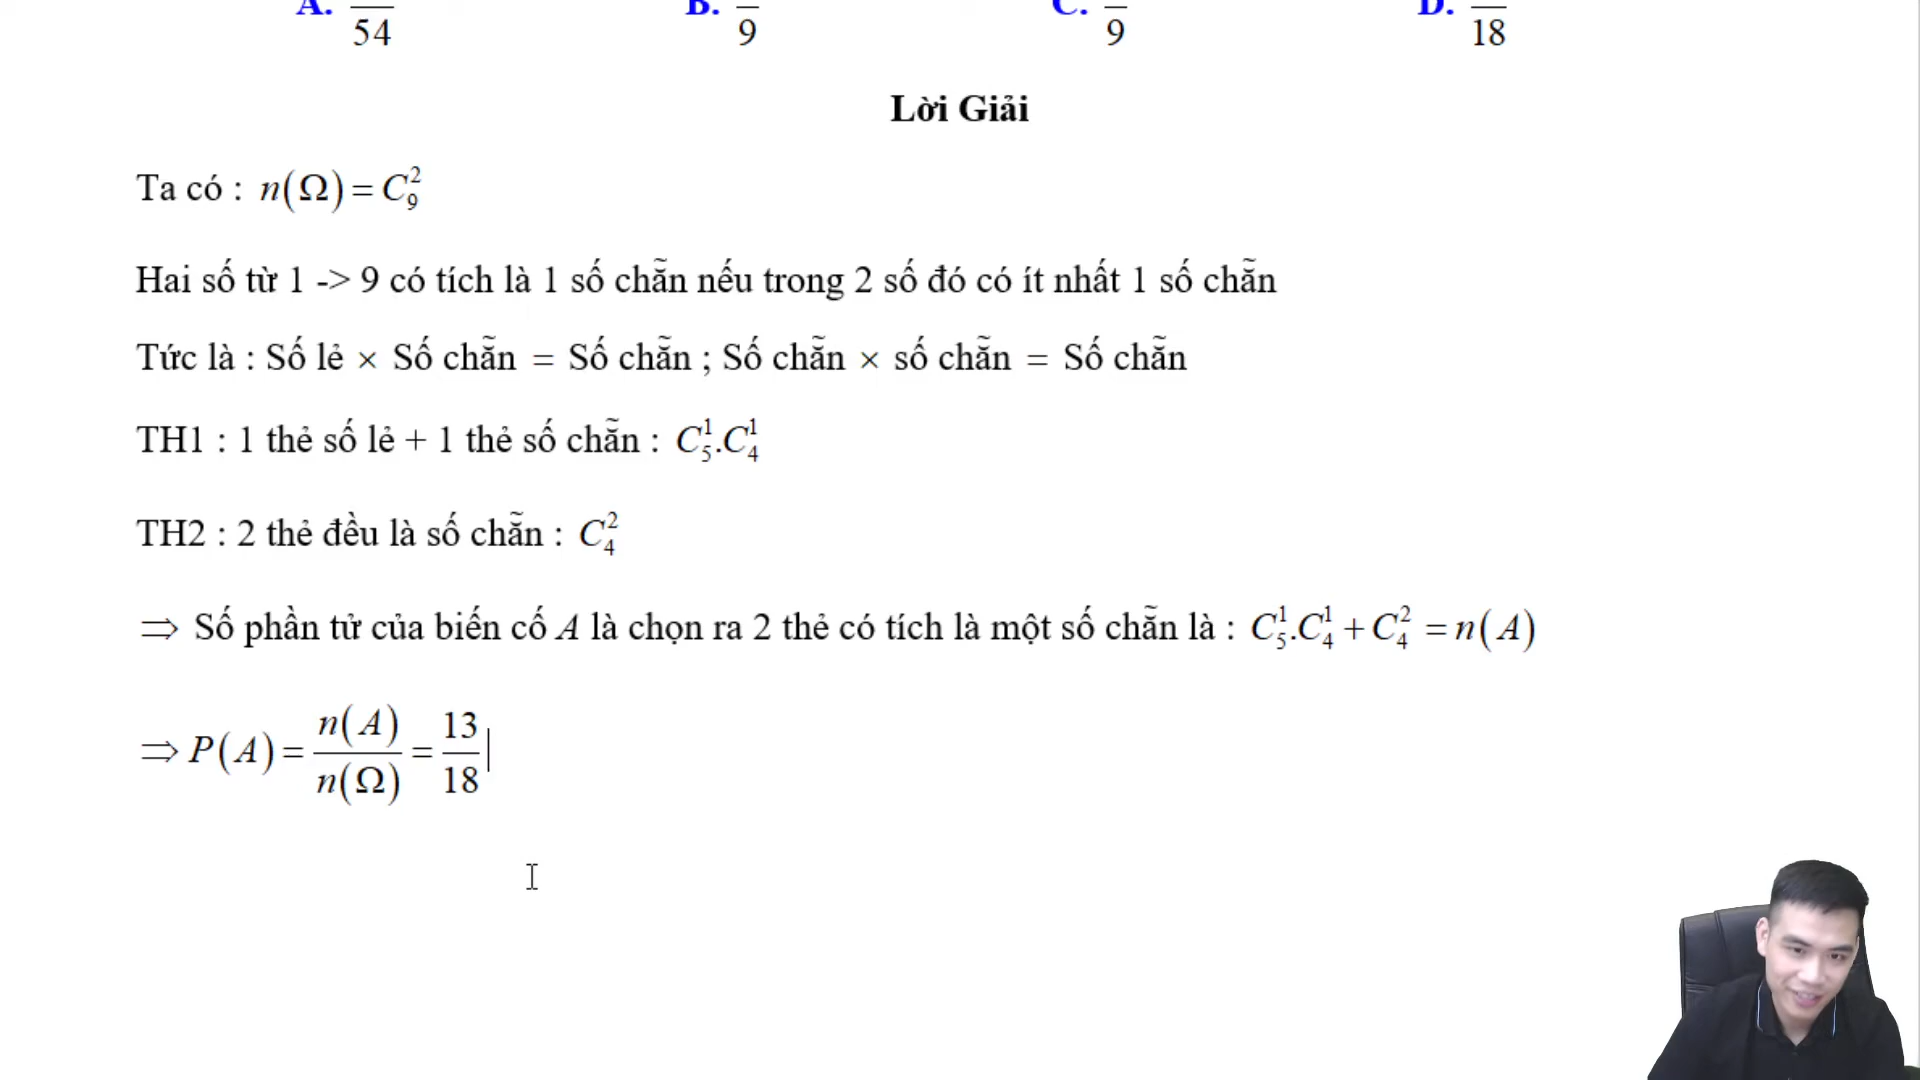 A. 54 B. 9 C. 9 D. 18
Lời Giải
Ta có : n(Ω) = C₉²
Hai số từ 1 -> 9 có tích là 1 số chẵn nếu trong 2 số đó có ít nhất 1 số chẵn
Tức là : Số lẻ × Số chẵn = Số chẵn ; Số chẵn × số chẵn = Số chẵn
TH1 : 1 thẻ số lẻ + 1 thẻ số chẵn : C₅¹.C₄¹
TH2 : 2 thẻ đều là số chẵn : C₄²
⇒ Số phần tử của biến cố A là chọn ra 2 thẻ có tích là một số chẵn là : C₅¹.C₄¹ + C₄² = n(A)
⇒ P(A) = n(A)/n(Ω) = 13/18